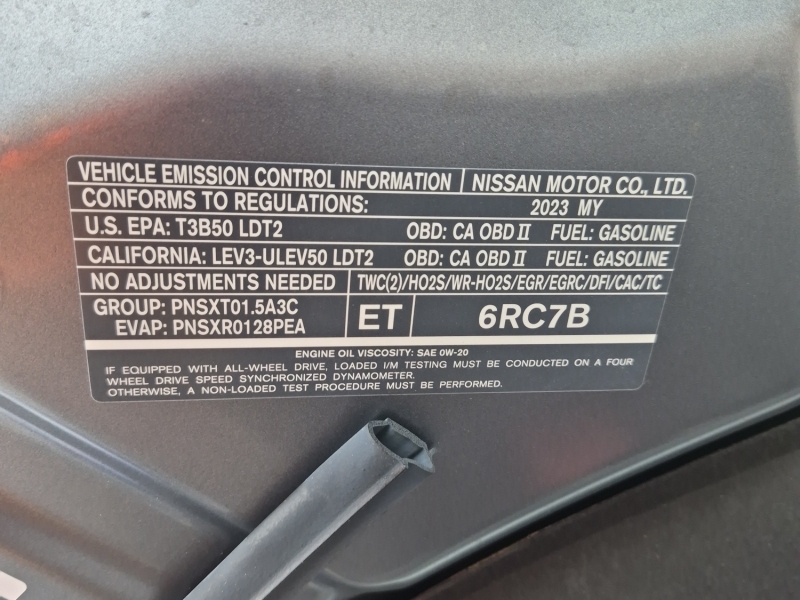 VEHICLE EMISSION CONTROL INFORMATION NISSAN MOTOR CO., LTD.
CONFORMS TO REGULATIONS: 2023 MY
U.S. EPA: T3B50 LDT2 OBD: CA OBD II FUEL: GASOLINE
CALIFORNIA: LEV3-ULEV50 LDT2 OBD: CA OBD II FUEL: GASOLINE
NO ADJUSTMENTS NEEDED TWC(2)/HO2S/WR-HO2S/EGR/EGRC/DFI/CAC/TC
GROUP: PNSXT01.5A3C
EVAP: PNSXR0128PEA
ET 6RC7B
ENGINE OIL VISCOSITY: SAE 0W-20
IF EQUIPPED WITH ALL-WHEEL DRIVE, LOADED I/M TESTING MUST BE CONDUCTED ON A FOUR
WHEEL DRIVE SPEED SYNCHRONIZED DYNAMOMETER.
OTHERWISE, A NON-LOADED TEST PROCEDURE MUST BE PERFORMED.